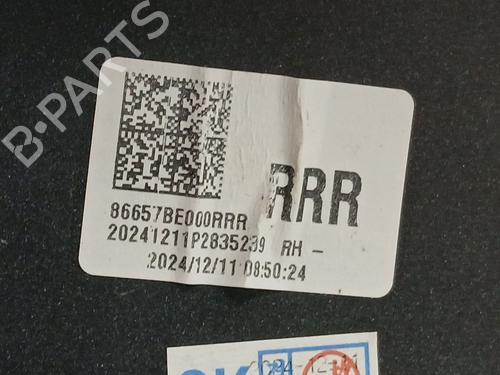 B-PARTS
RRR
86657BE000RRR
20241211P2835239 RH -
2024/12/11 08:50:24